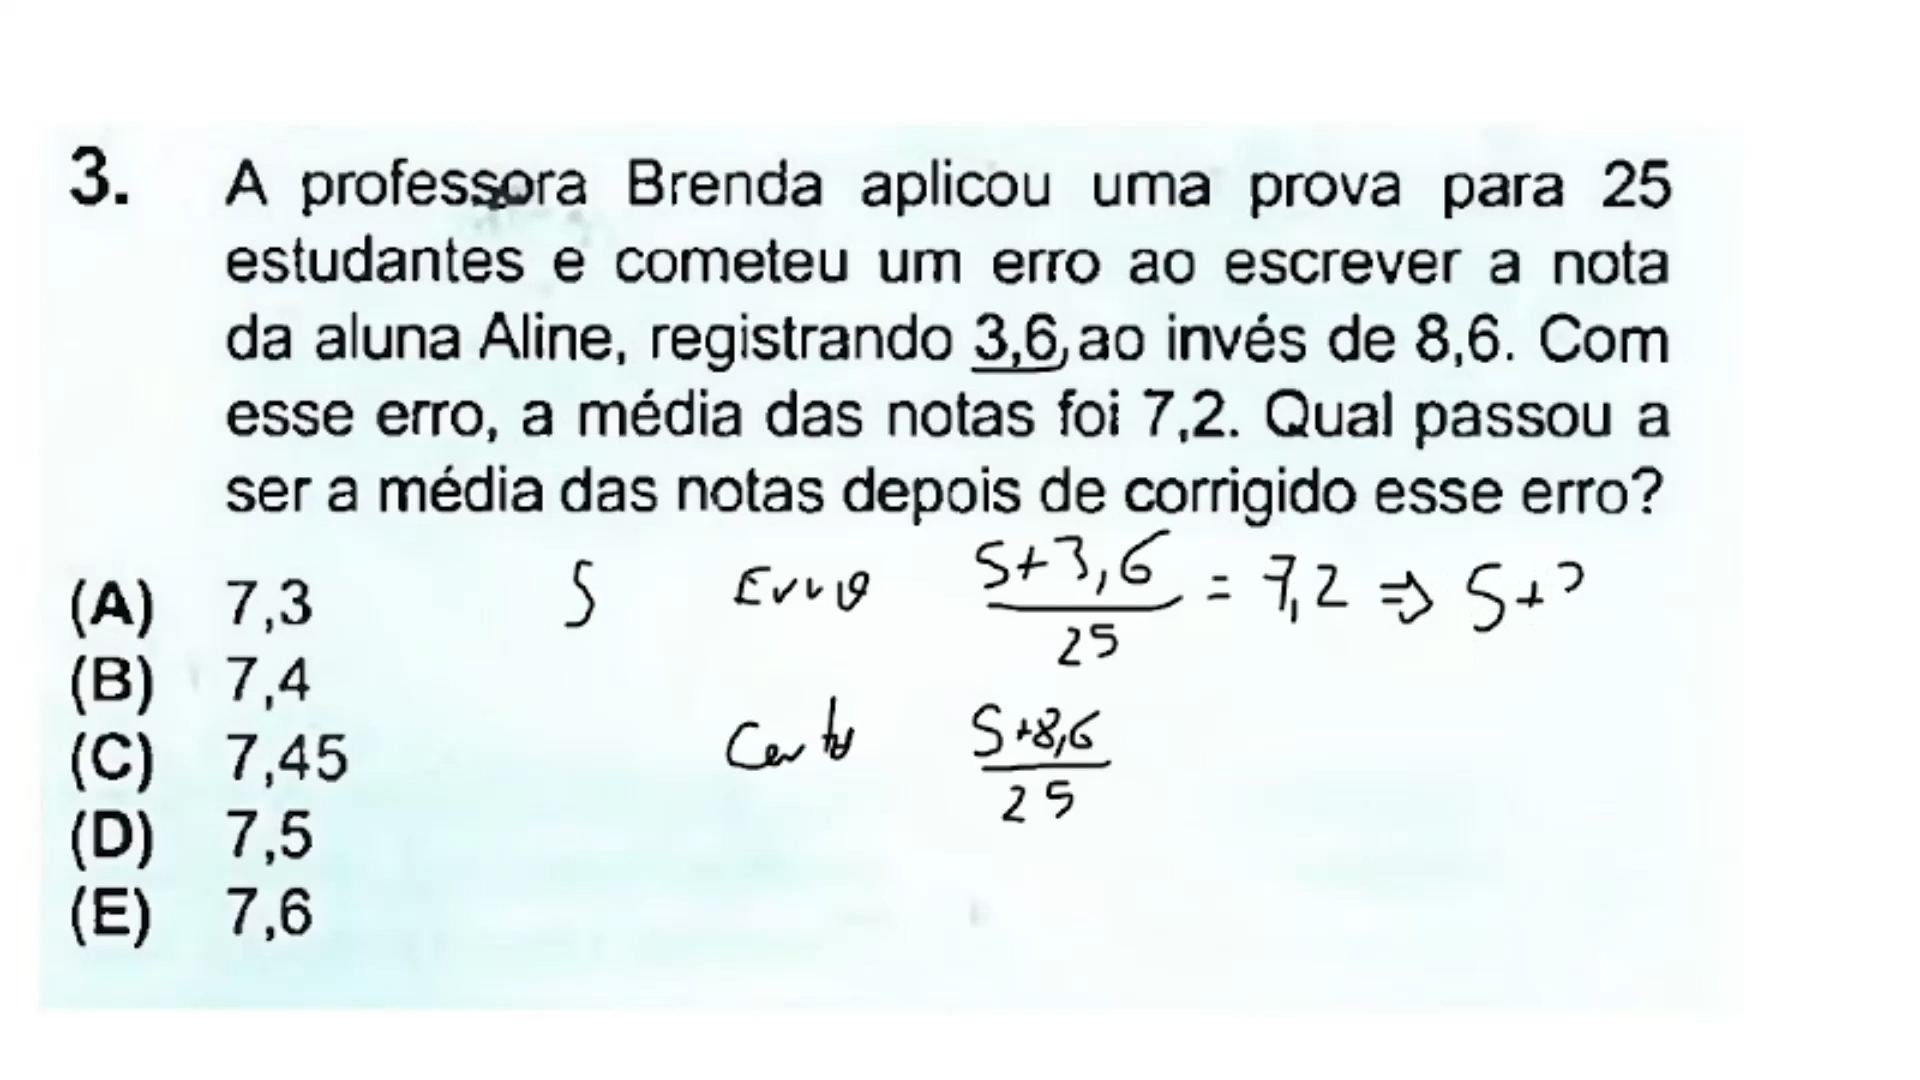 3. A professora Brenda aplicou uma prova para 25
estudantes e cometeu um erro ao escrever a nota
da aluna Aline, registrando 3,6, ao invés de 8,6. Com
esse erro, a média das notas foi 7,2. Qual passou a
ser a média das notas depois de corrigido esse erro?
(A) 7,3
(B) 7,4
(C) 7,45
(D) 7,5
(E) 7,6
S Erro S+3,6/25 = 7,2 ⇒ S+
Certo S+8,6/25